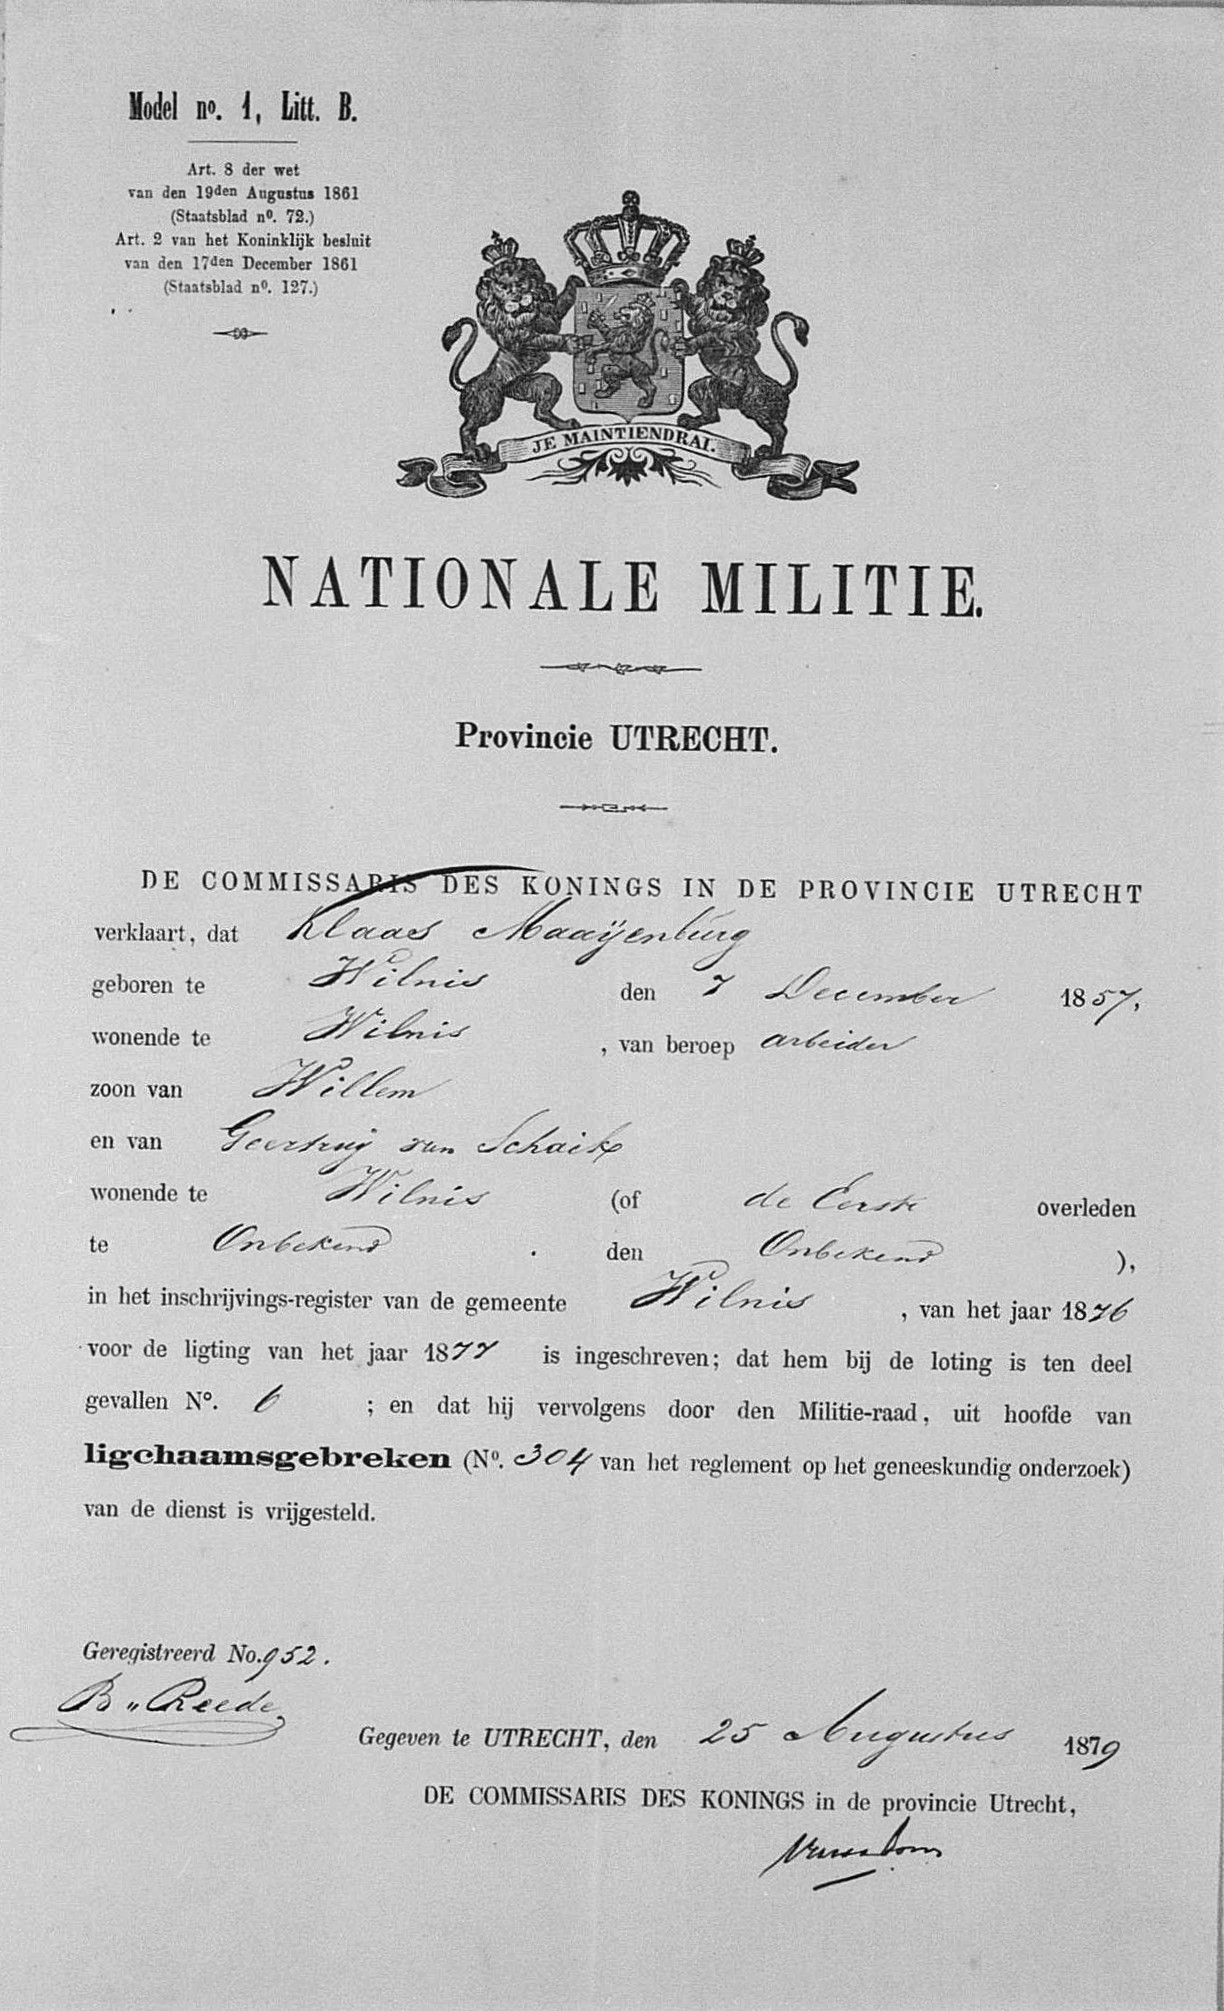 Model no. 1, Litt. B.
Art. 8 der wet
van den 19den Augustus 1861
(Staatsblad no. 72.)
Art. 2 van het Koninklijk besluit
van den 17den December 1861
(Staatsblad no. 127.)
JE MAINTIENDRAI.
NATIONALE MILITIE.
Provincie UTRECHT.
DE COMMISSARIS DES KONINGS IN DE PROVINCIE UTRECHT
verklaart, dat Klaas Maaijenburg
geboren te Wilnis den 7 December 1857,
wonende te Wilnis , van beroep arbeider
zoon van Willem
en van Geertruij van Schaik
wonende te Wilnis (of de Eerste overleden
te Onbekend den Onbekend ),
in het inschrijvings-register van de gemeente Wilnis , van het jaar 1876
voor de ligting van het jaar 1877 is ingeschreven; dat hem bij de loting is ten deel
gevallen No. 6 ; en dat hij vervolgens door den Militie-raad, uit hoofde van
ligchaamsgebreken (No. 304 van het reglement op het geneeskundig onderzoek)
van de dienst is vrijgesteld.
Geregistreerd No. 952.
B. Reede
Gegeven te UTRECHT, den 25 Augustus 1879
DE COMMISSARIS DES KONINGS in de provincie Utrecht,